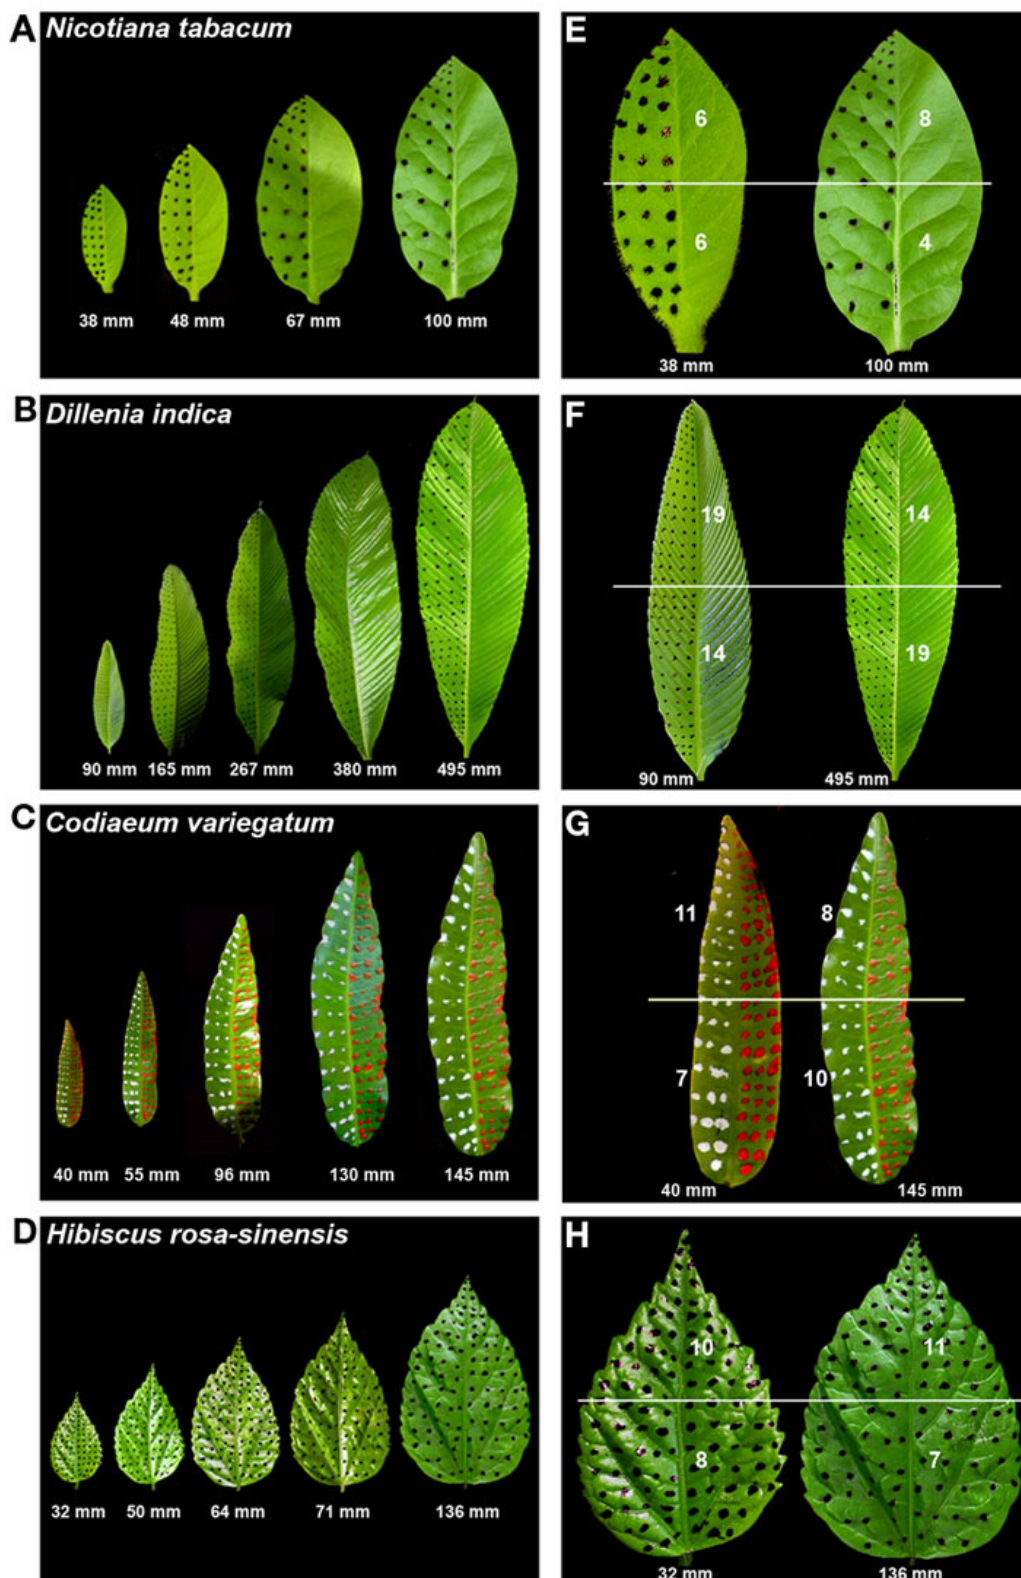 A Nicotiana tabacum
38 mm 48 mm 67 mm 100 mm
E
6 8
6 4
38 mm 100 mm
B Dillenia indica
90 mm 165 mm 267 mm 380 mm 495 mm
F
19 14
14 19
90 mm 495 mm
C Codiaeum variegatum
40 mm 55 mm 96 mm 130 mm 145 mm
G
11 8
7 10
40 mm 145 mm
D Hibiscus rosa-sinensis
32 mm 50 mm 64 mm 71 mm 136 mm
H
10 11
8 7
32 mm 136 mm